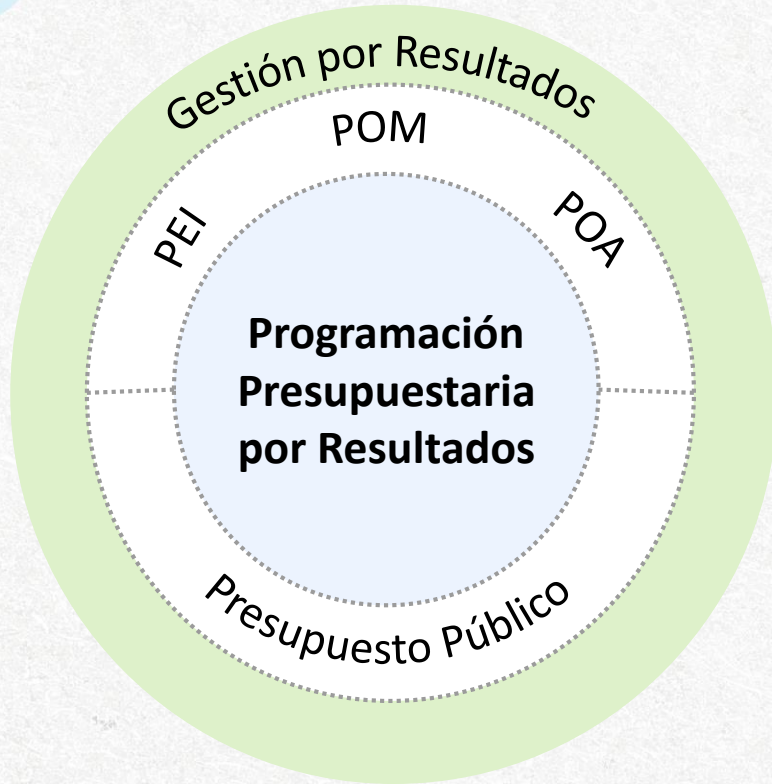 Gestión por Resultados
POM
PEI
POA
Programación
Presupuestaria
por Resultados
Presupuesto Público